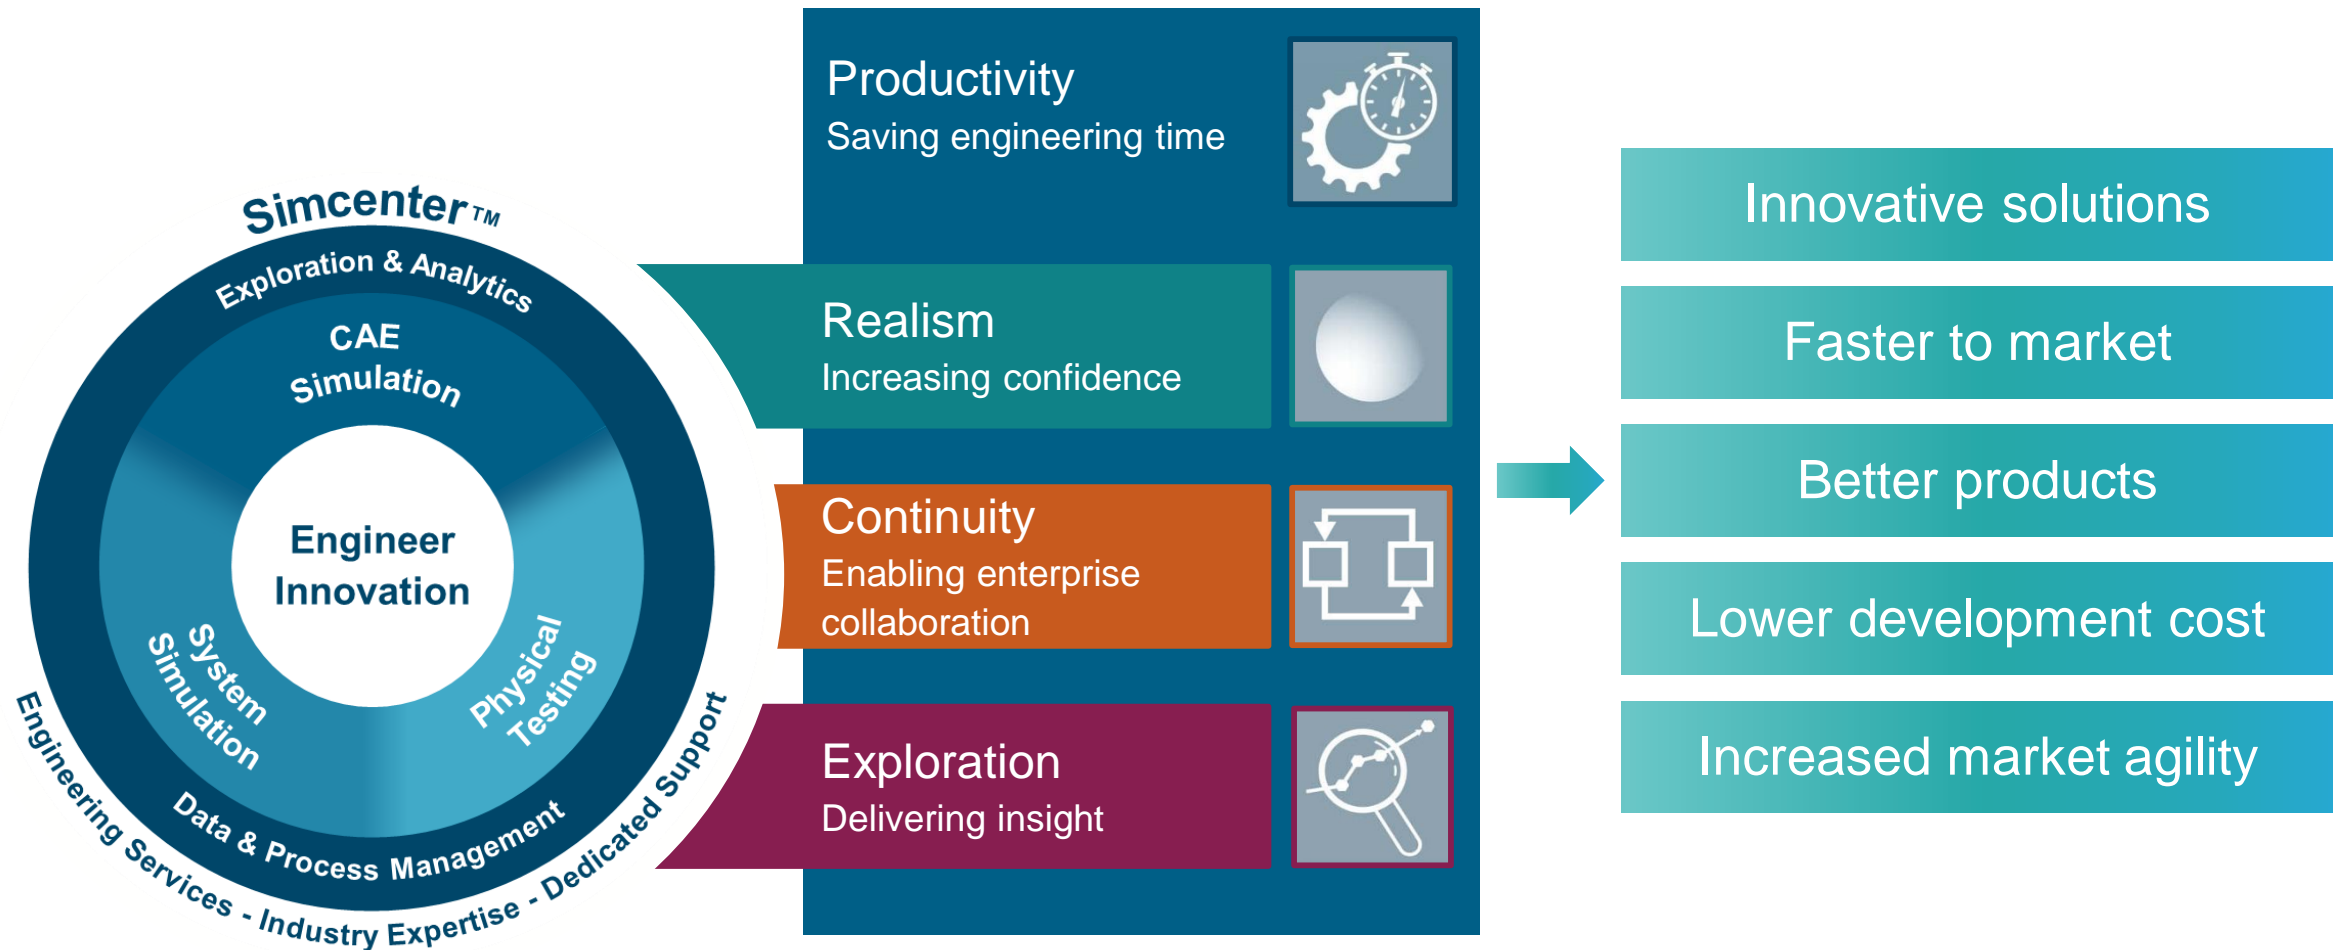 Simcenter™
Exploration & Analytics
CAE
Simulation
Engineer
Innovation
System
Simulation
Physical
Testing
Data & Process Management
Engineering Services - Industry Expertise - Dedicated Support
Productivity
Saving engineering time
Realism
Increasing confidence
Continuity
Enabling enterprise
collaboration
Exploration
Delivering insight
Innovative solutions
Faster to market
Better products
Lower development cost
Increased market agility